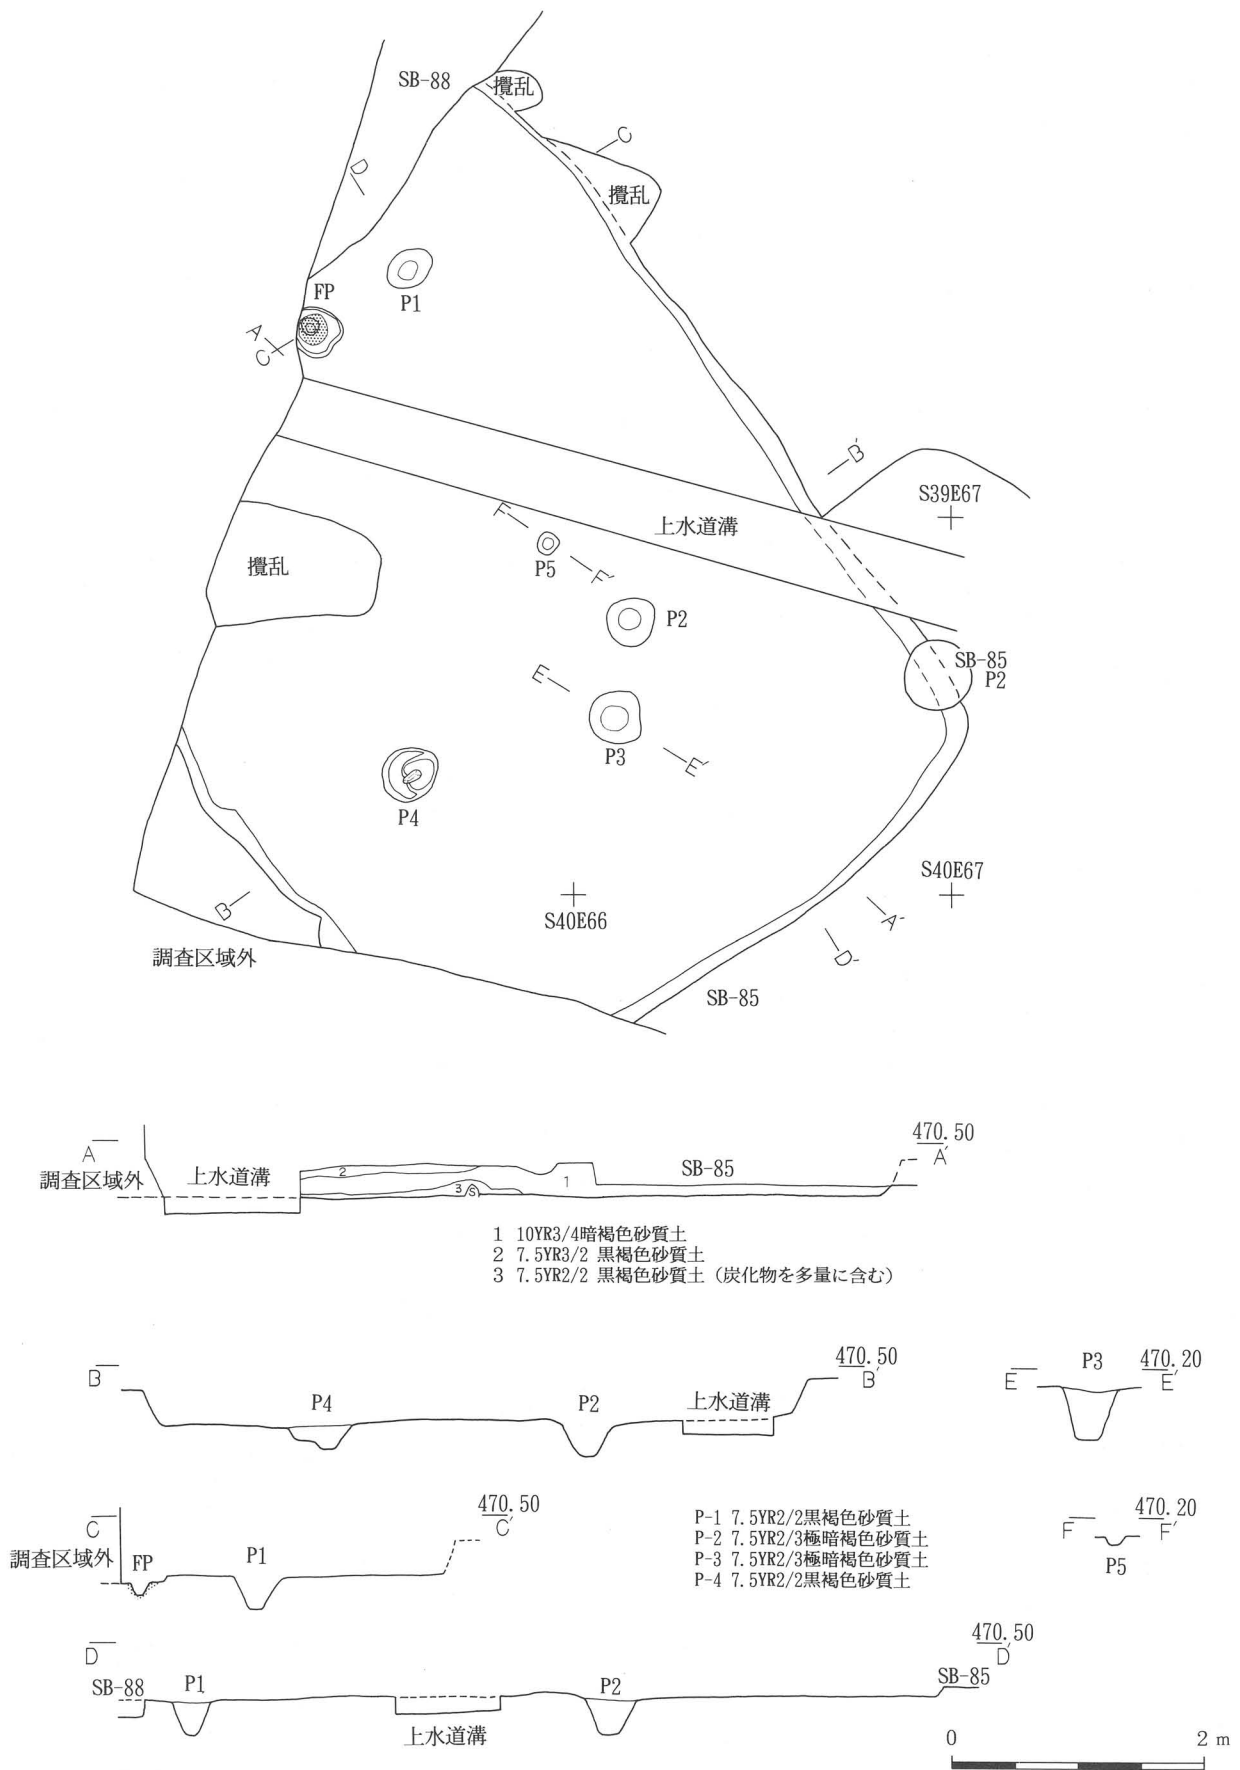 SB-88
攪乱
C
D
攪乱
FP
P1
A
C
B′
S39E67
F
上水道溝
攪乱
P5
F′
P2
SB-85
P2
E
P3
E′
P4
S40E67
B
S40E66
A′
調査区域外
D′
SB-85
470.50
A
上水道溝
2
SB-85
A′
調査区域外
1
3
S
1 10YR3/4暗褐色砂質土
2 7.5YR3/2 黒褐色砂質土
3 7.5YR2/2 黒褐色砂質土（炭化物を多量に含む）
470.50
P3
470.20
B
B′
E
E′
P4
P2
上水道溝
470.50
470.20
C
C′
P-1 7.5YR2/2黒褐色砂質土
F
F′
調査区域外
FP
P1
P-2 7.5YR2/3極暗褐色砂質土
P-3 7.5YR2/3極暗褐色砂質土
P5
P-4 7.5YR2/2黒褐色砂質土
470.50
D
D′
SB-88
P1
P2
SB-85
上水道溝
0
2 m